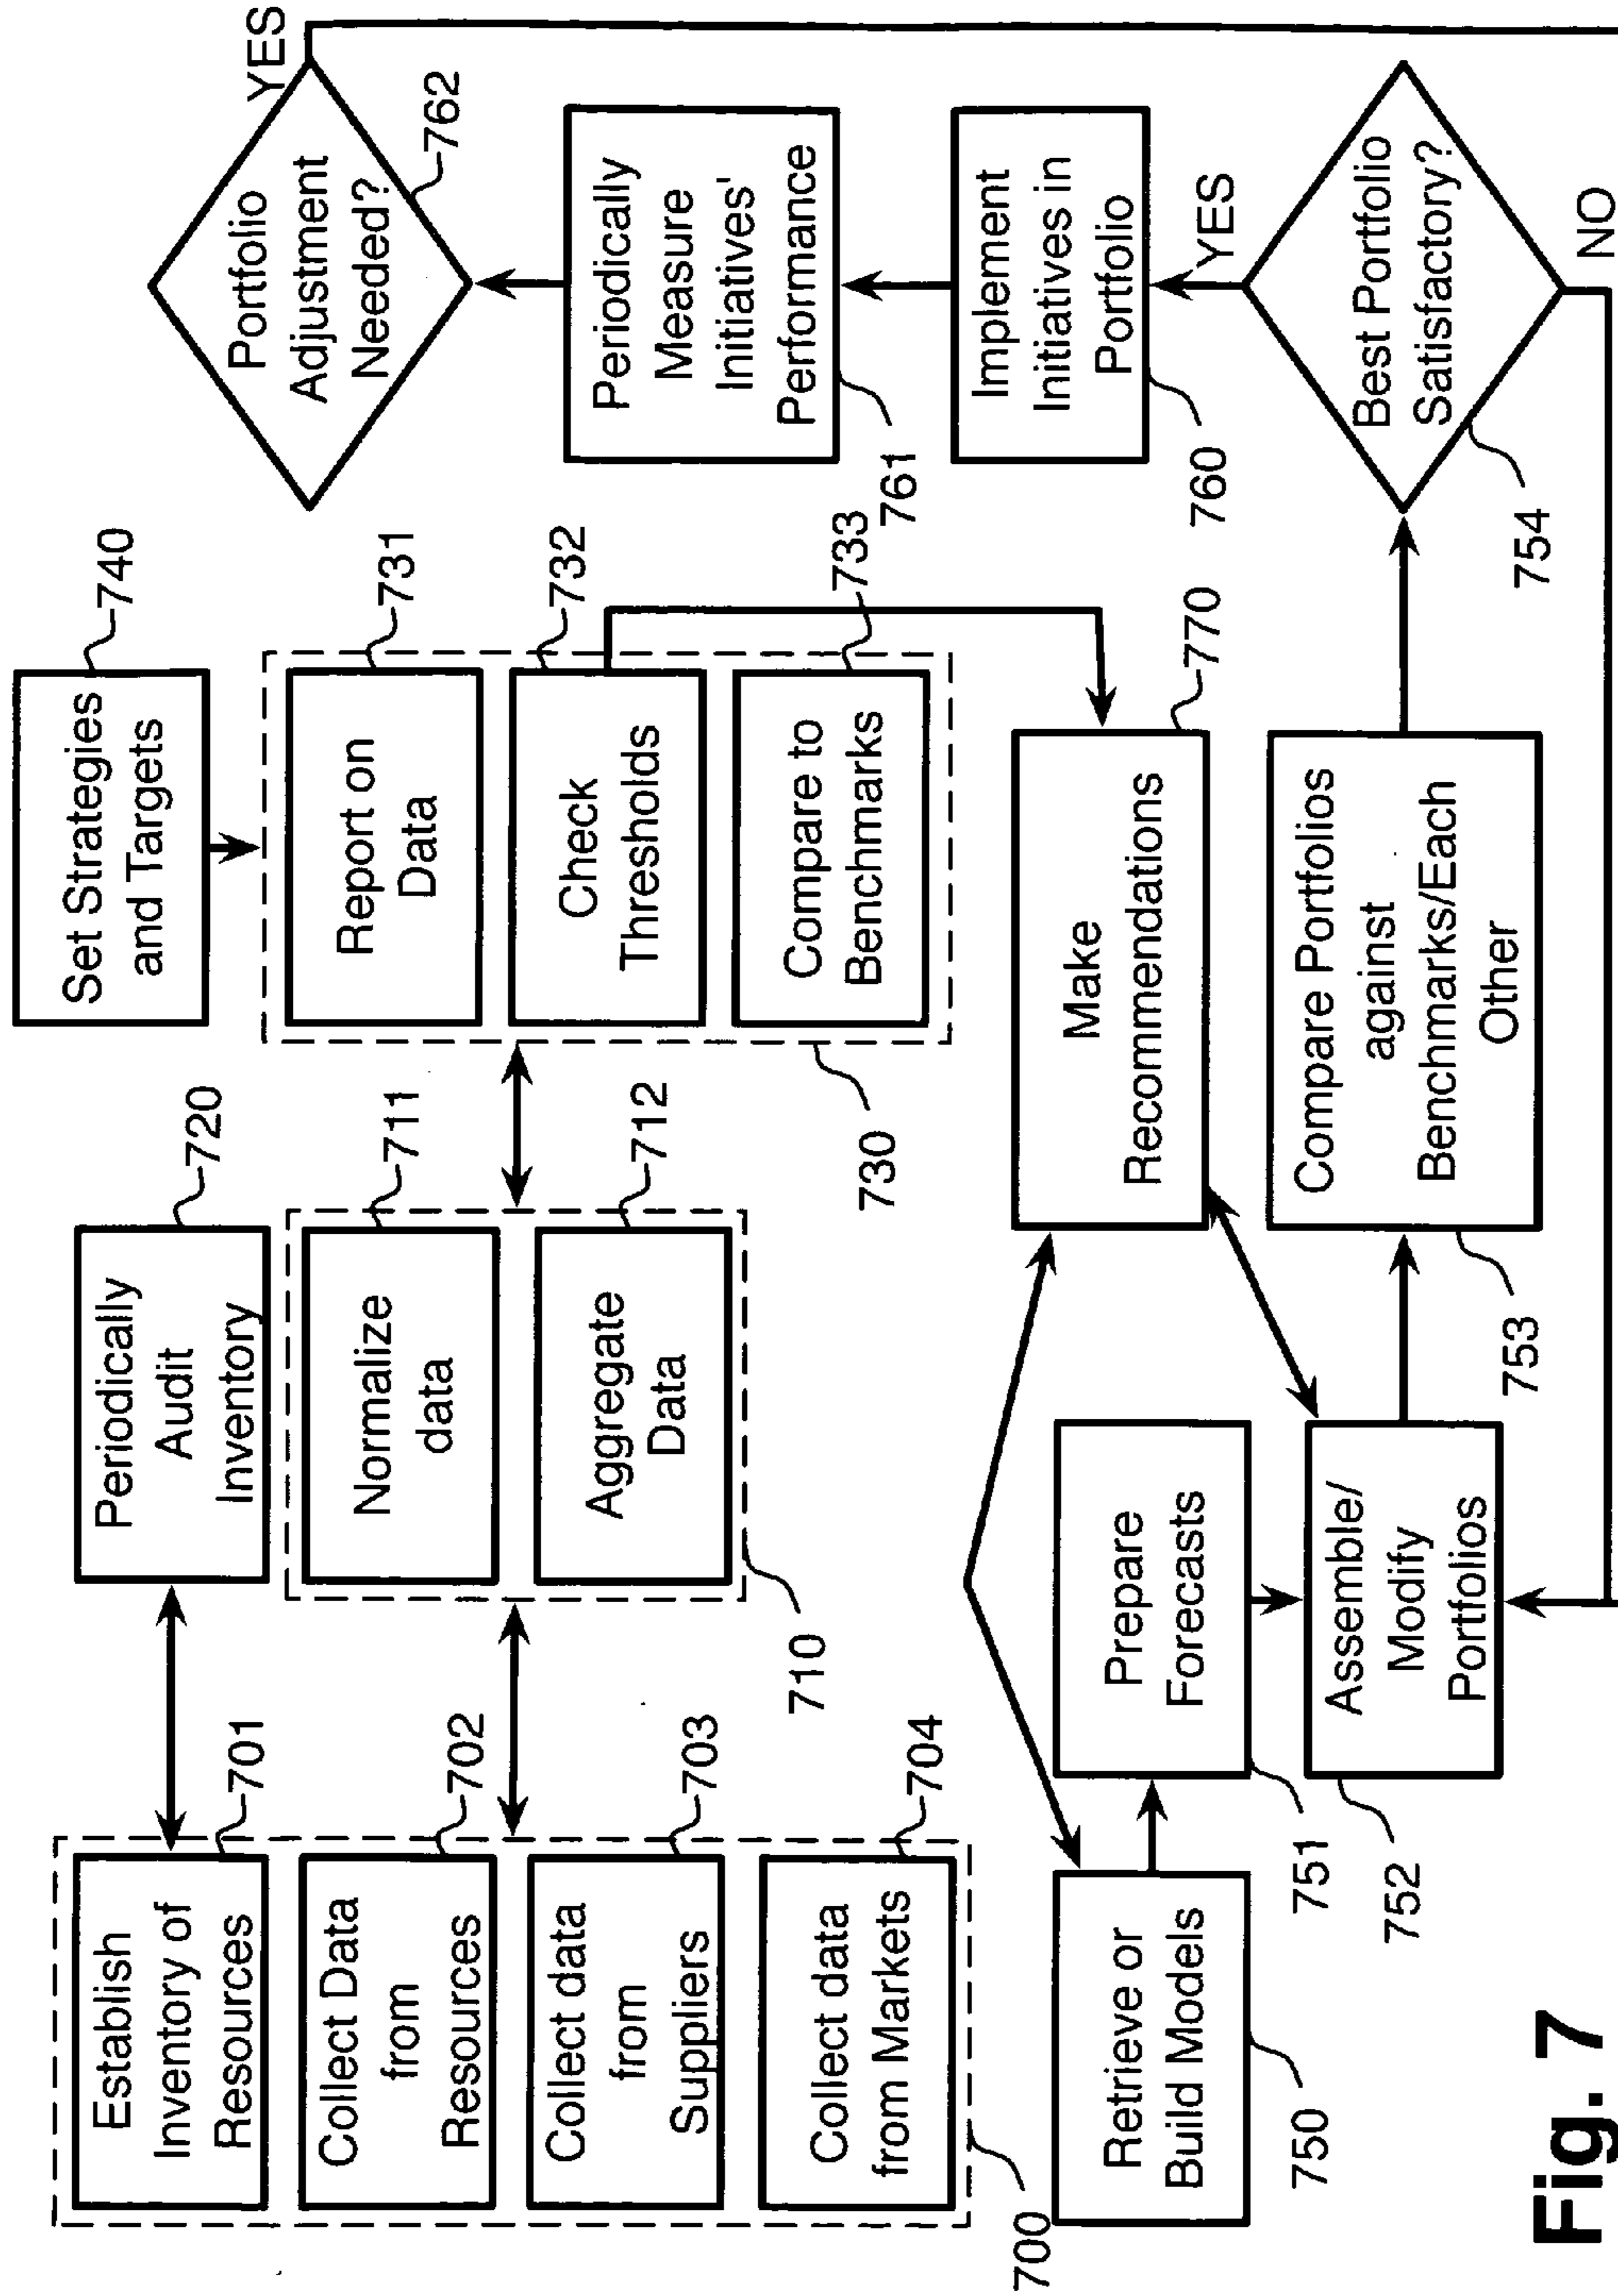 Establish
Inventory of
Resources
701
Collect Data
from
Resources
702
Collect data
from
Suppliers
703
Collect data
from Markets
704
700
Periodically
Audit
Inventory
720
Normalize
data
711
Aggregate
Data
712
710
Set Strategies
and Targets
740
Report on
Data
731
Check
Thresholds
732
Compare to
Benchmarks
733
730
Retrieve or
Build Models
750
Prepare
Forecasts
751
Assemble/
Modify
Portfolios
752
Make
Recommendations
770
Compare Portfolios
against
Benchmarks/Each
Other
753
Portfolio
Adjustment
Needed?
762
YES
Periodically
Measure
Initiatives'
Performance
761
Implement
Initiatives in
Portfolio
760
YES
Best Portfolio
Satisfactory?
754
NO
Fig. 7